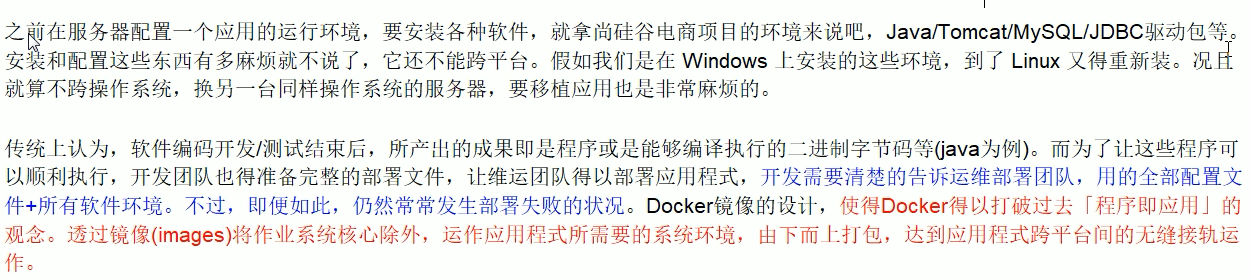 之前在服务器配置一个应用的运行环境，要安装各种软件，就拿尚硅谷电商项目的环境来说吧，Java/Tomcat/MySQL/JDBC驱动包等。
安装和配置这些东西有多麻烦就不说了，它还不能跨平台。假如我们是在 Windows 上安装的这些环境，到了 Linux 又得重新装。况且
就算不跨操作系统，换另一台同样操作系统的服务器，要移植应用也是非常麻烦的。
传统上认为，软件编码开发/测试结束后，所产出的成果即是程序或是能够编译执行的二进制字节码等(java为例)。而为了让这些程序可
以顺利执行，开发团队也得准备完整的部署文件，让维运团队得以部署应用程式，开发需要清楚的告诉运维部署团队，用的全部配置文
件+所有软件环境。不过，即便如此，仍然常常发生部署失败的状况。Docker镜像的设计，使得Docker得以打破过去「程序即应用」的
观念。透过镜像(images)将作业系统核心除外，运作应用程式所需要的系统环境，由下而上打包，达到应用程式跨平台间的无缝接轨运
作。